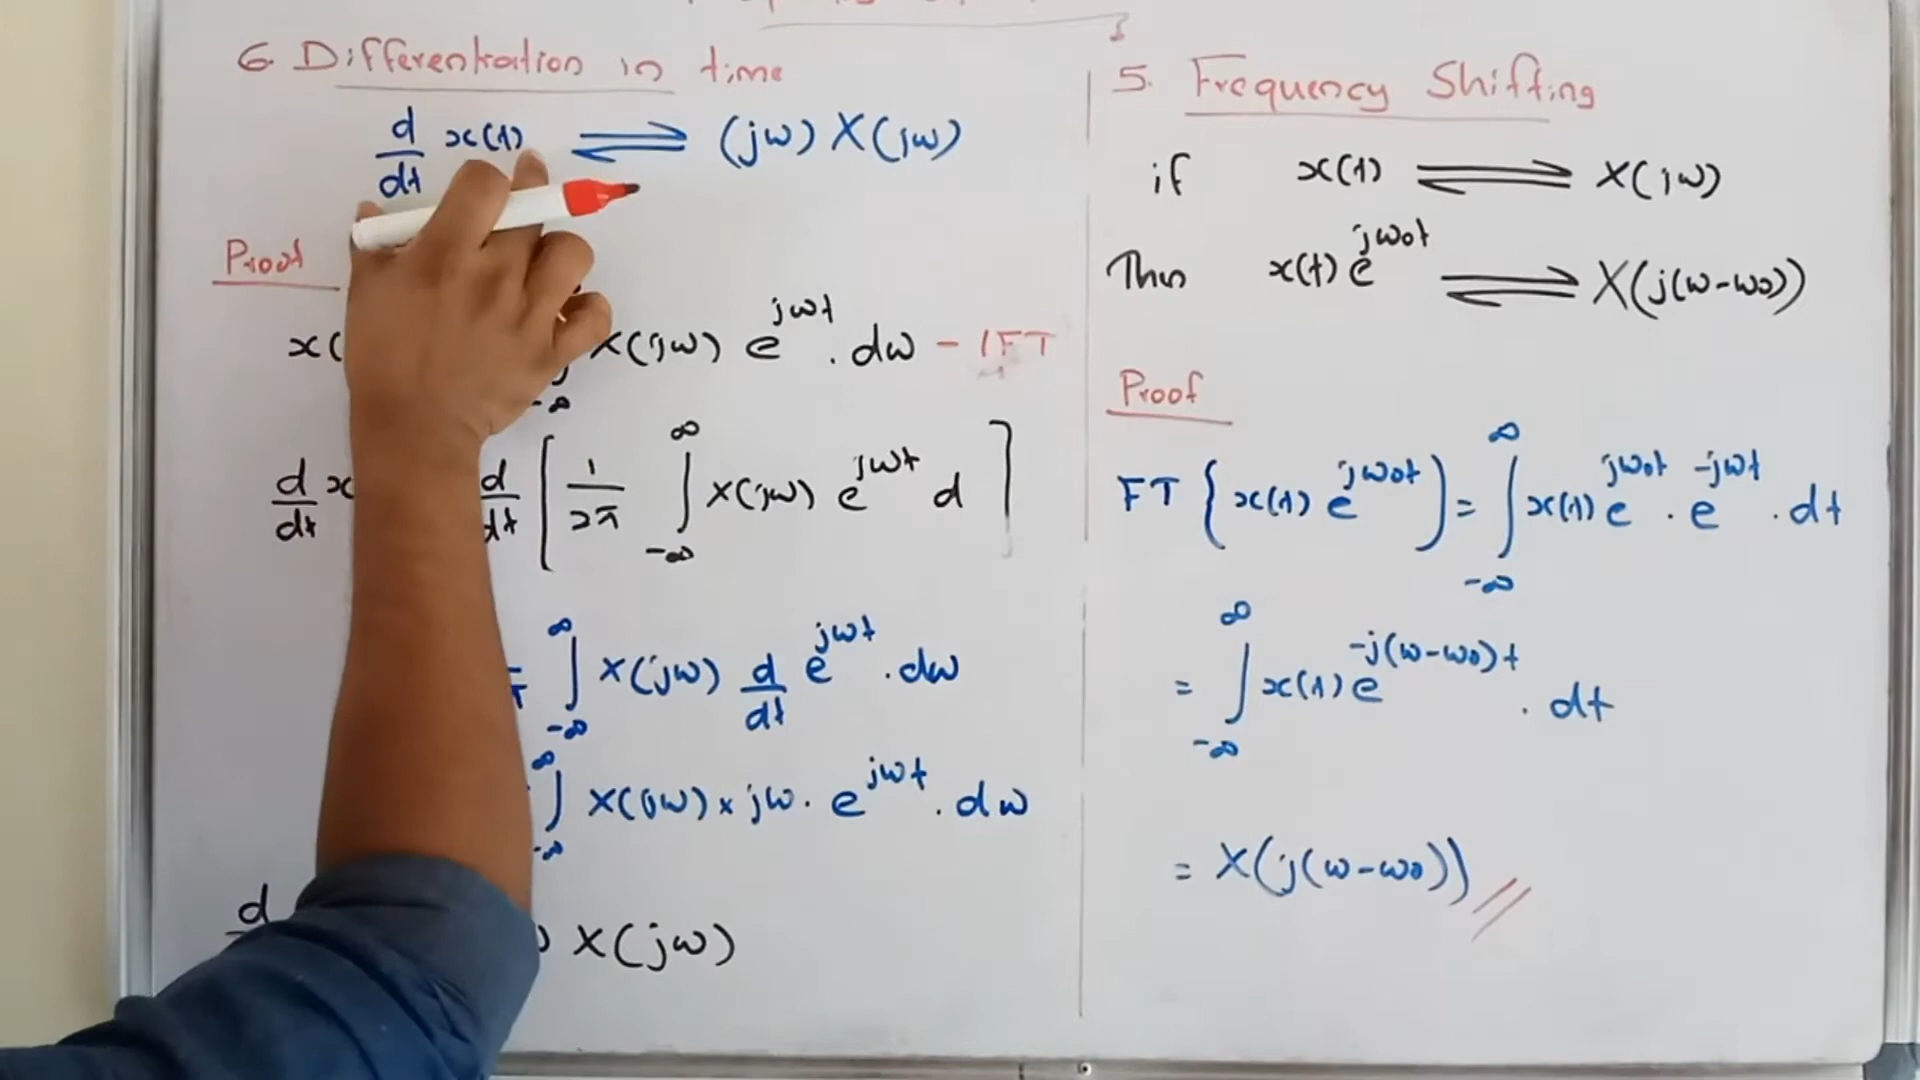 6. Differentiation in time
d/dt x(t) ⇌ (jω) X(jω)
Proof
x( X(jω) e^jωt . dω - IFT
-∞
d/dt x d/dt [ 1/2π ∫_-∞^∞ X(jω) e^jωt d ]
∫_-∞^∞ X(jω) d/dt e^jωt . dω
∫_-∞^∞ X(jω) × jω . e^jωt . dω
d X(jω)
5. Frequency Shifting
if x(t) ⇌ X(jω)
Then x(t) e^jω0t ⇌ X(j(ω-ω0))
Proof
FT { x(t) e^jω0t } = ∫_-∞^∞ x(t) e^jω0t . e^-jωt . dt
= ∫_-∞^∞ x(t) e^-j(ω-ω0)t . dt
= X(j(ω-ω0)) //